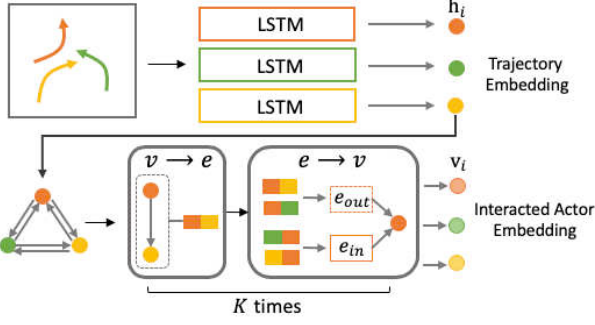 h_i
LSTM
LSTM
LSTM
Trajectory
Embedding
v → e
e → v
v_i
e_out
e_in
Interacted Actor
Embedding
K times